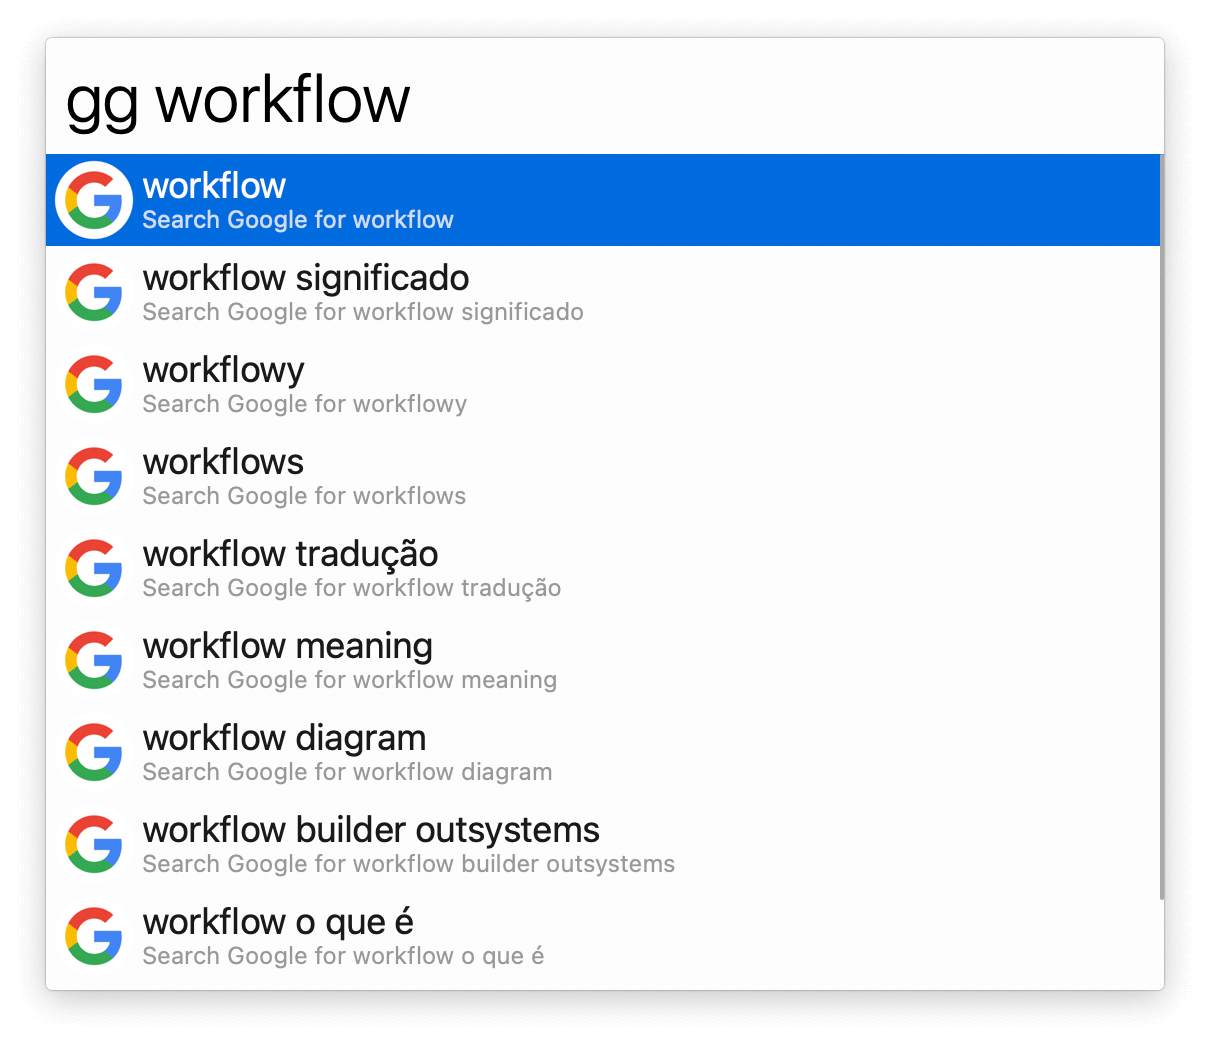 gg workflow
workflow
Search Google for workflow
workflow significado
Search Google for workflow significado
workflowy
Search Google for workflowy
workflows
Search Google for workflows
workflow tradução
Search Google for workflow tradução
workflow meaning
Search Google for workflow meaning
workflow diagram
Search Google for workflow diagram
workflow builder outsystems
Search Google for workflow builder outsystems
workflow o que é
Search Google for workflow o que é